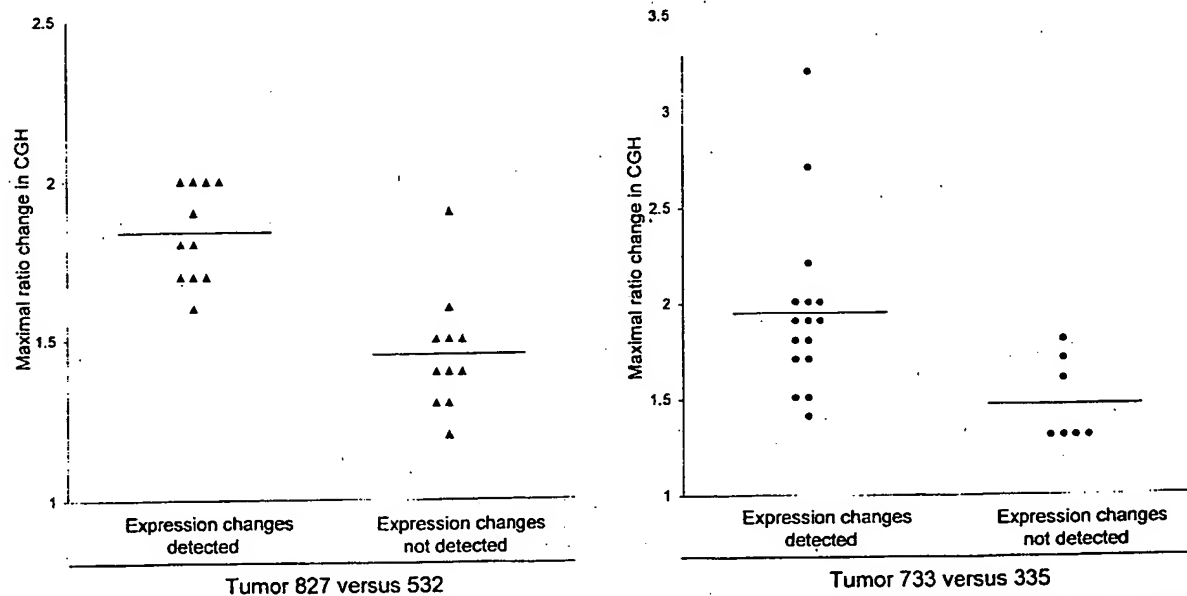 2.5
2
1.5
1
Maximal ratio change in CGH
Expression changes
detected
Expression changes
not detected
Tumor 827 versus 532
3.5
3
2.5
2
1.5
1
Maximal ratio change in CGH
Expression changes
detected
Expression changes
not detected
Tumor 733 versus 335